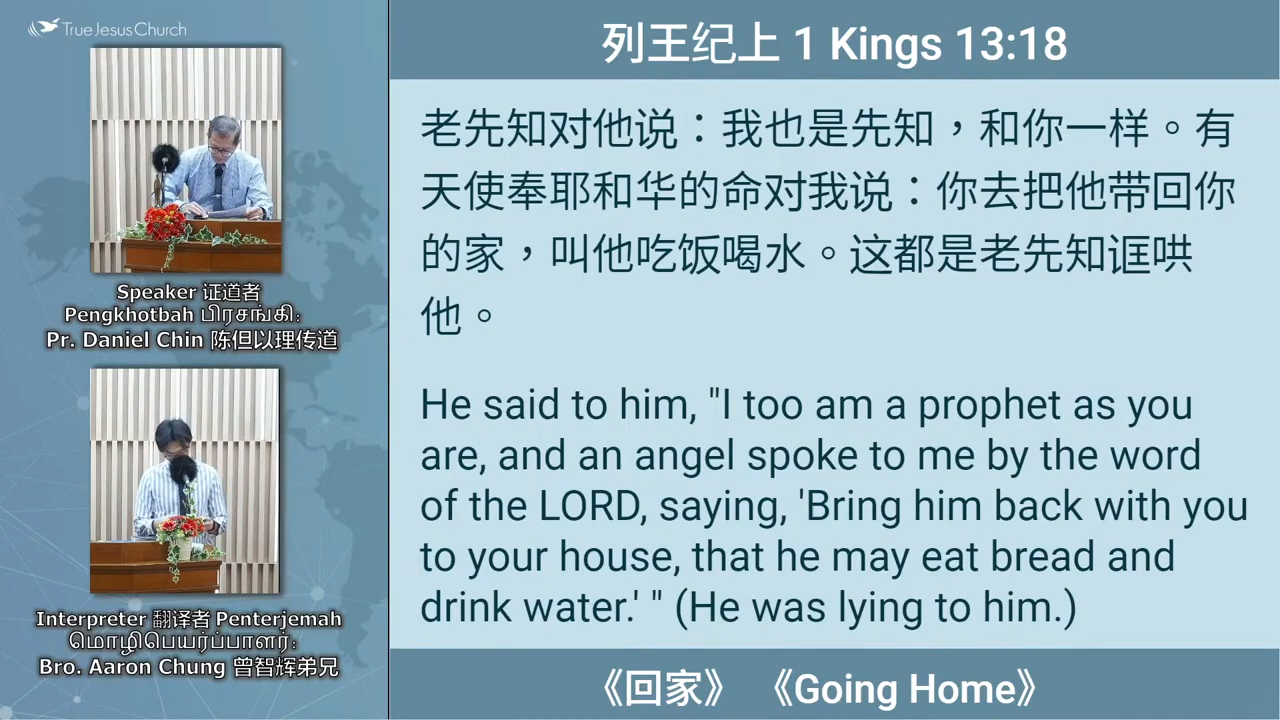 True Jesus Church
Speaker 证道者
Pengkhotbah பிரசங்கி:
Pr. Daniel Chin 陈但以理传道
Interpreter 翻译者 Penterjemah
மொழிபெயர்ப்பாளர்:
Bro. Aaron Chung 曾智辉弟兄
列王纪上 1 Kings 13:18
老先知对他说：我也是先知，和你一样。有
天使奉耶和华的命对我说：你去把他带回你
的家，叫他吃饭喝水。这都是老先知诓哄
他。
He said to him, "I too am a prophet as you
are, and an angel spoke to me by the word
of the LORD, saying, 'Bring him back with you
to your house, that he may eat bread and
drink water.' " (He was lying to him.)
《回家》 《Going Home》